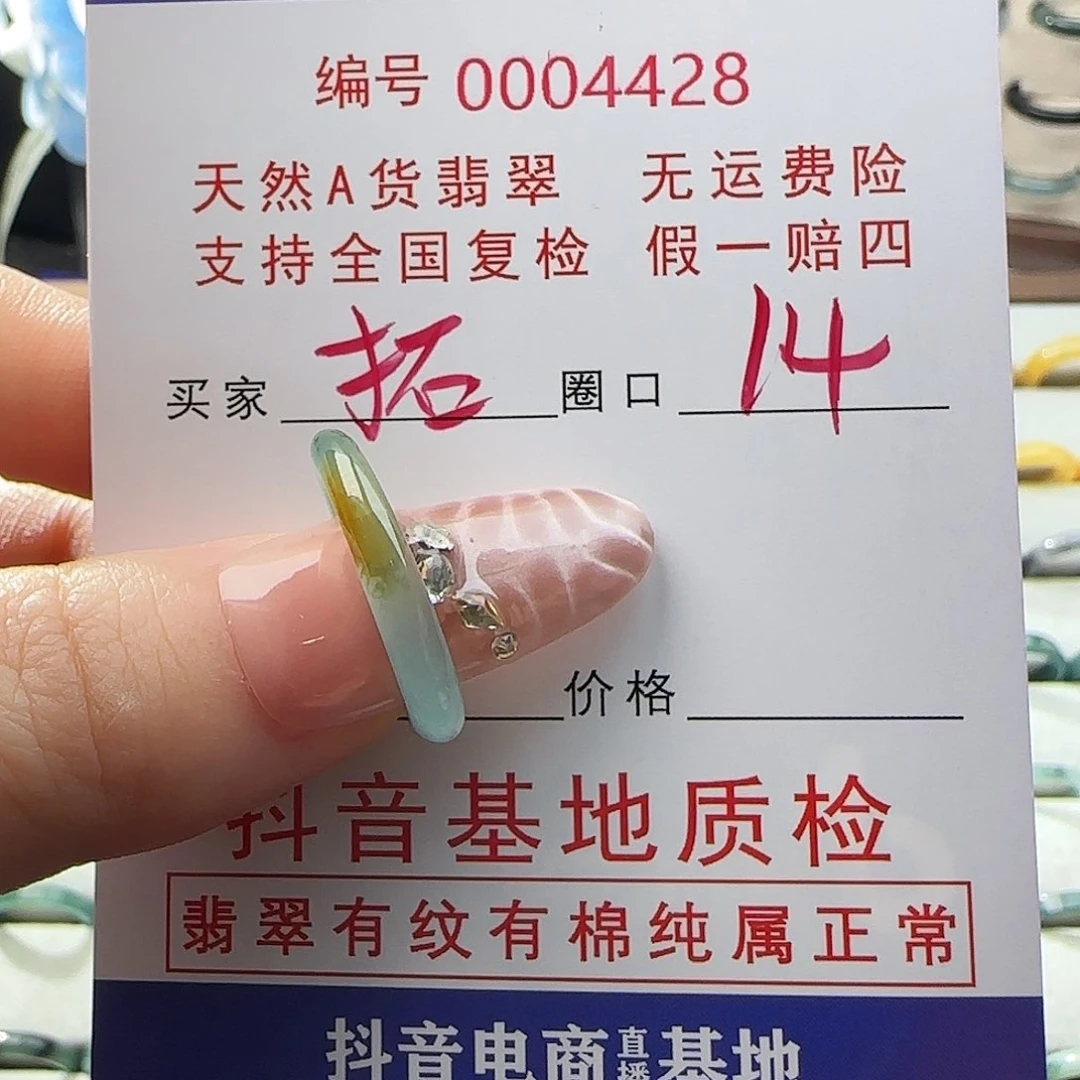 编号 0004428
天然A货翡翠 无运费险
支持全国复检 假一赔四
买家 拓 圈口 14
价格
抖音基地质检
翡翠有纹有棉纯属正常
抖音电商直播基地